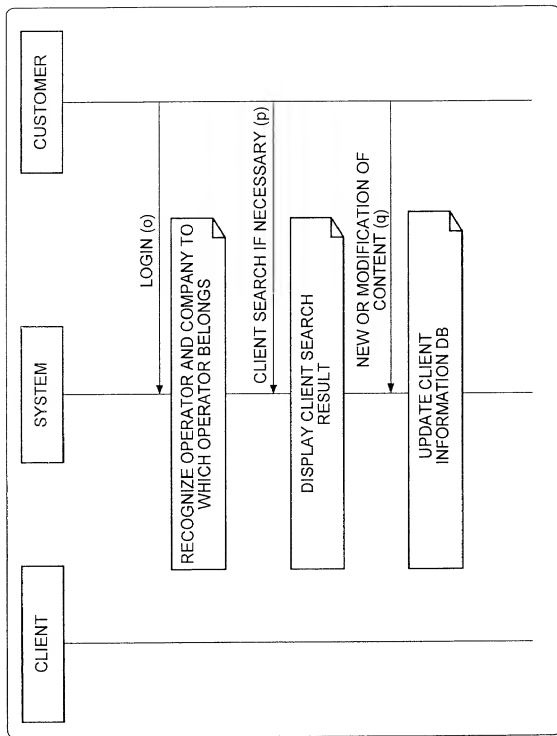 CLIENT
SYSTEM
CUSTOMER
LOGIN (o)
RECOGNIZE OPERATOR AND COMPANY TO
WHICH OPERATOR BELONGS
CLIENT SEARCH IF NECESSARY (p)
DISPLAY CLIENT SEARCH
RESULT
NEW OR MODIFICATION OF
CONTENT (q)
UPDATE CLIENT
INFORMATION DB